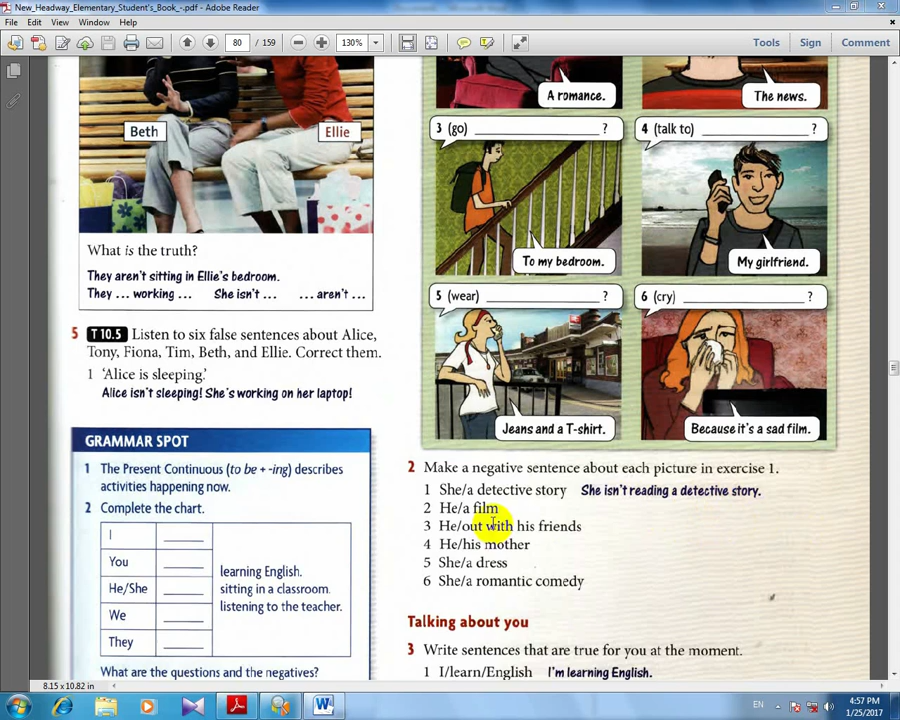 New_Headway_Elementary_Student's_Book_-.pdf - Adobe Reader
File Edit View Window Help
80 / 159 130% Tools Sign Comment
Beth Ellie
What is the truth?
They aren't sitting in Ellie's bedroom.
They ... working ... She isn't ... ... aren't ...
5 T 10.5 Listen to six false sentences about Alice,
Tony, Fiona, Tim, Beth, and Ellie. Correct them.
1 'Alice is sleeping.'
Alice isn't sleeping! She's working on her laptop!
GRAMMAR SPOT
1 The Present Continuous (to be + -ing) describes
activities happening now.
2 Complete the chart.
I ______
You ______
He/She ______
We ______
They ______
learning English.
sitting in a classroom.
listening to the teacher.
What are the questions and the negatives?
A romance.
The news.
3 (go) ______ ?
To my bedroom.
4 (talk to) ______ ?
My girlfriend.
5 (wear) ______ ?
Jeans and a T-shirt.
6 (cry) ______ ?
Because it's a sad film.
2 Make a negative sentence about each picture in exercise 1.
1 She/a detective story She isn't reading a detective story.
2 He/a film
3 He/out with his friends
4 He/his mother
5 She/a dress
6 She/a romantic comedy
Talking about you
3 Write sentences that are true for you at the moment.
1 I/learn/English I'm learning English.
8.15 x 10.82 in
EN 4:57 PM
1/25/2017